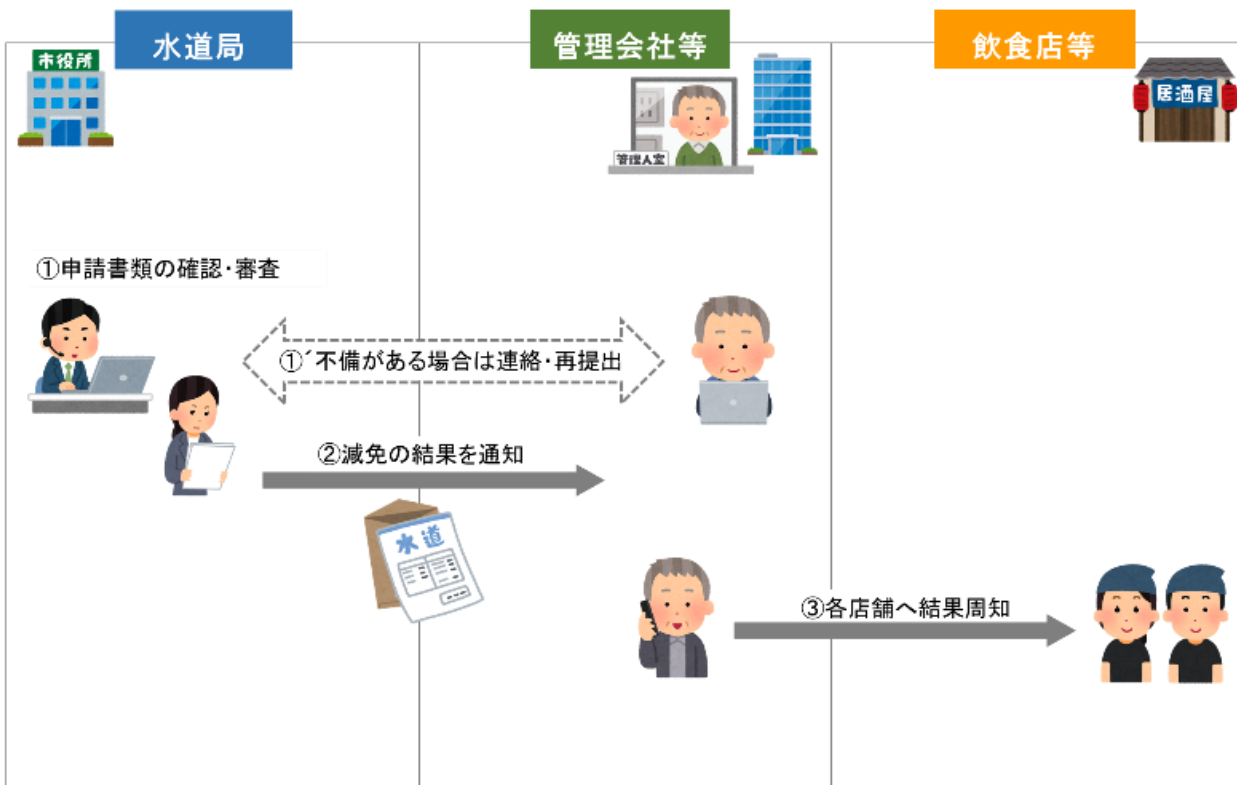 水道局
管理会社等
飲食店等
市役所
管理人室
居酒屋
①申請書類の確認・審査
①´不備がある場合は連絡・再提出
②減免の結果を通知
水道
③各店舗へ結果周知